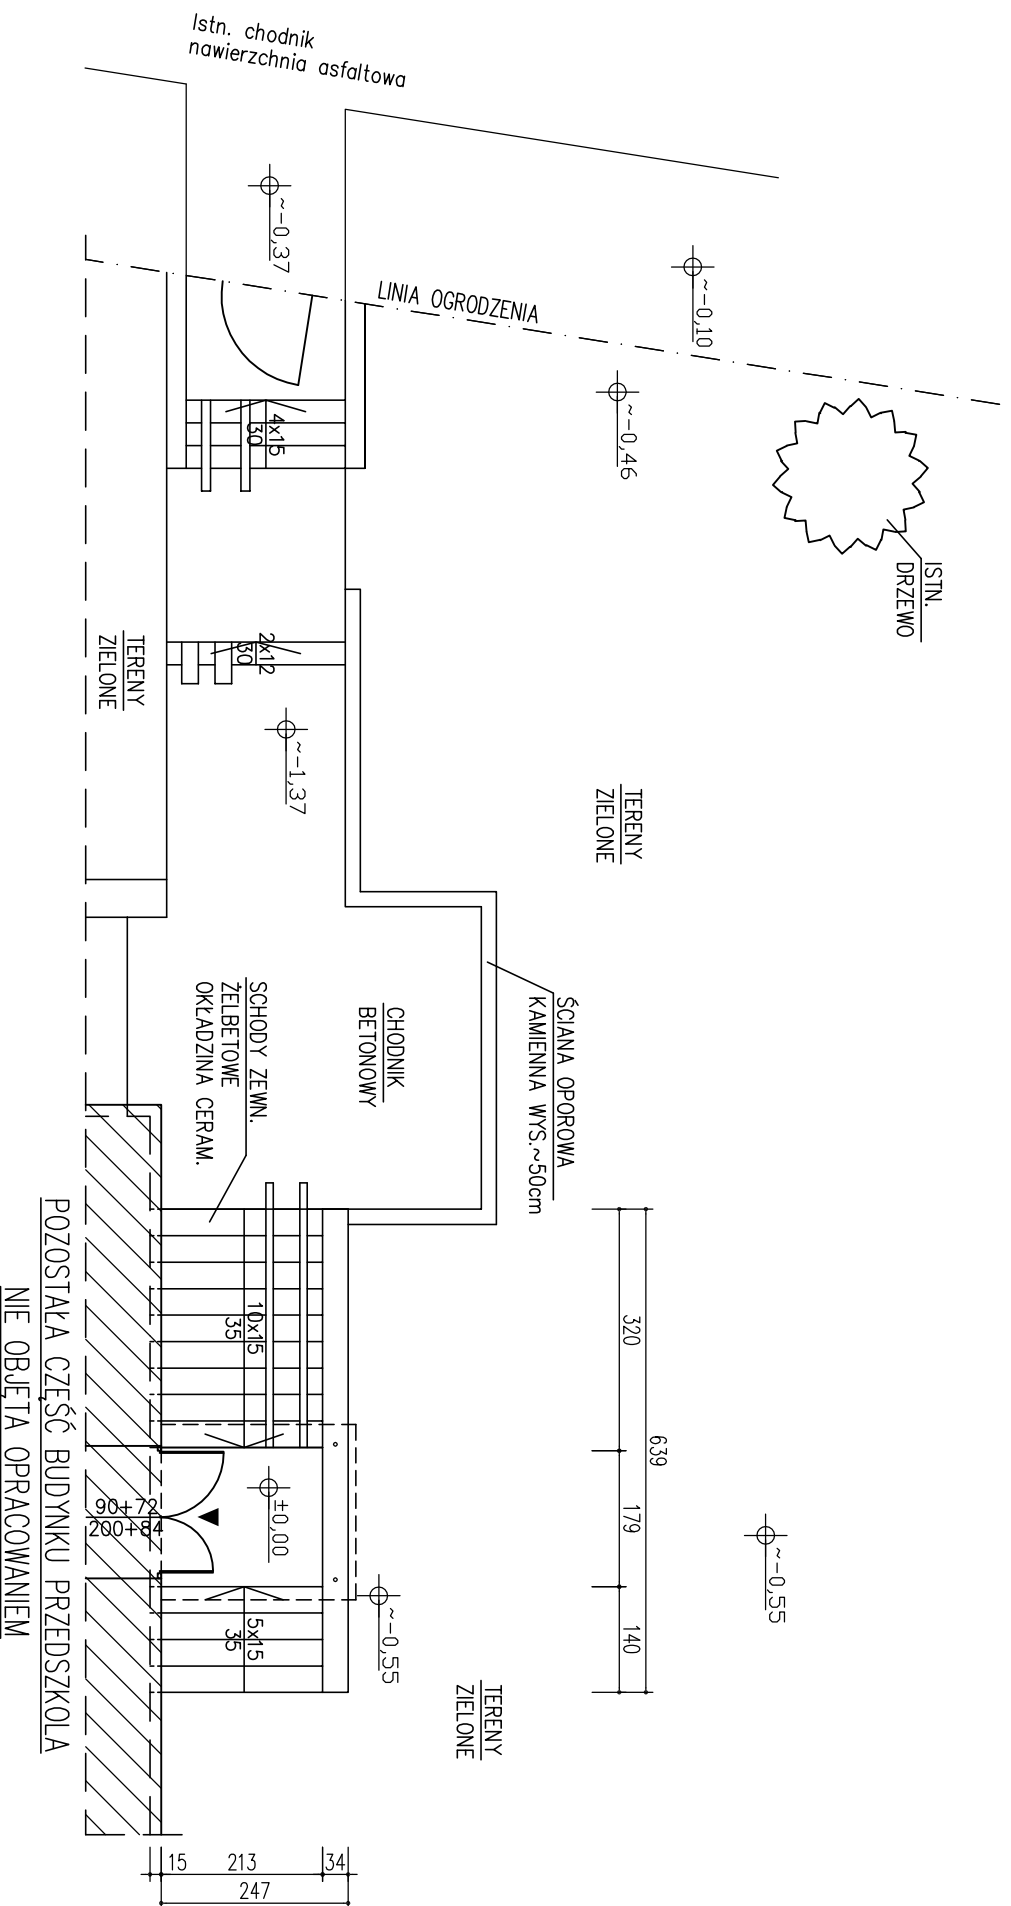 Istn. chodnik
nawierzchnia asfaltowa
~-0,37
~-0,10
LINIA OGRODZENIA
~-0,46
4x15
30
ISTN.
DRZEWO
2x12
30
TERENY
ZIELONE
~-1,37
TERENY
ZIELONE
SCHODY ZEWN.
ŻELBETOWE
OKŁADZINA CERAM.
CHODNIK
BETONOWY
ŚCIANA OPOROWA
KAMIENNA WYS.~50cm
10x15
35
320
179
140
639
90+72
200+84
±0,00
~-0,55
~-0,55
5x15
35
TERENY
ZIELONE
POZOSTAŁA CZĘŚĆ BUDYNKU PRZEDSZKOLA
NIE OBJĘTA OPRACOWANIEM
15
213
34
247